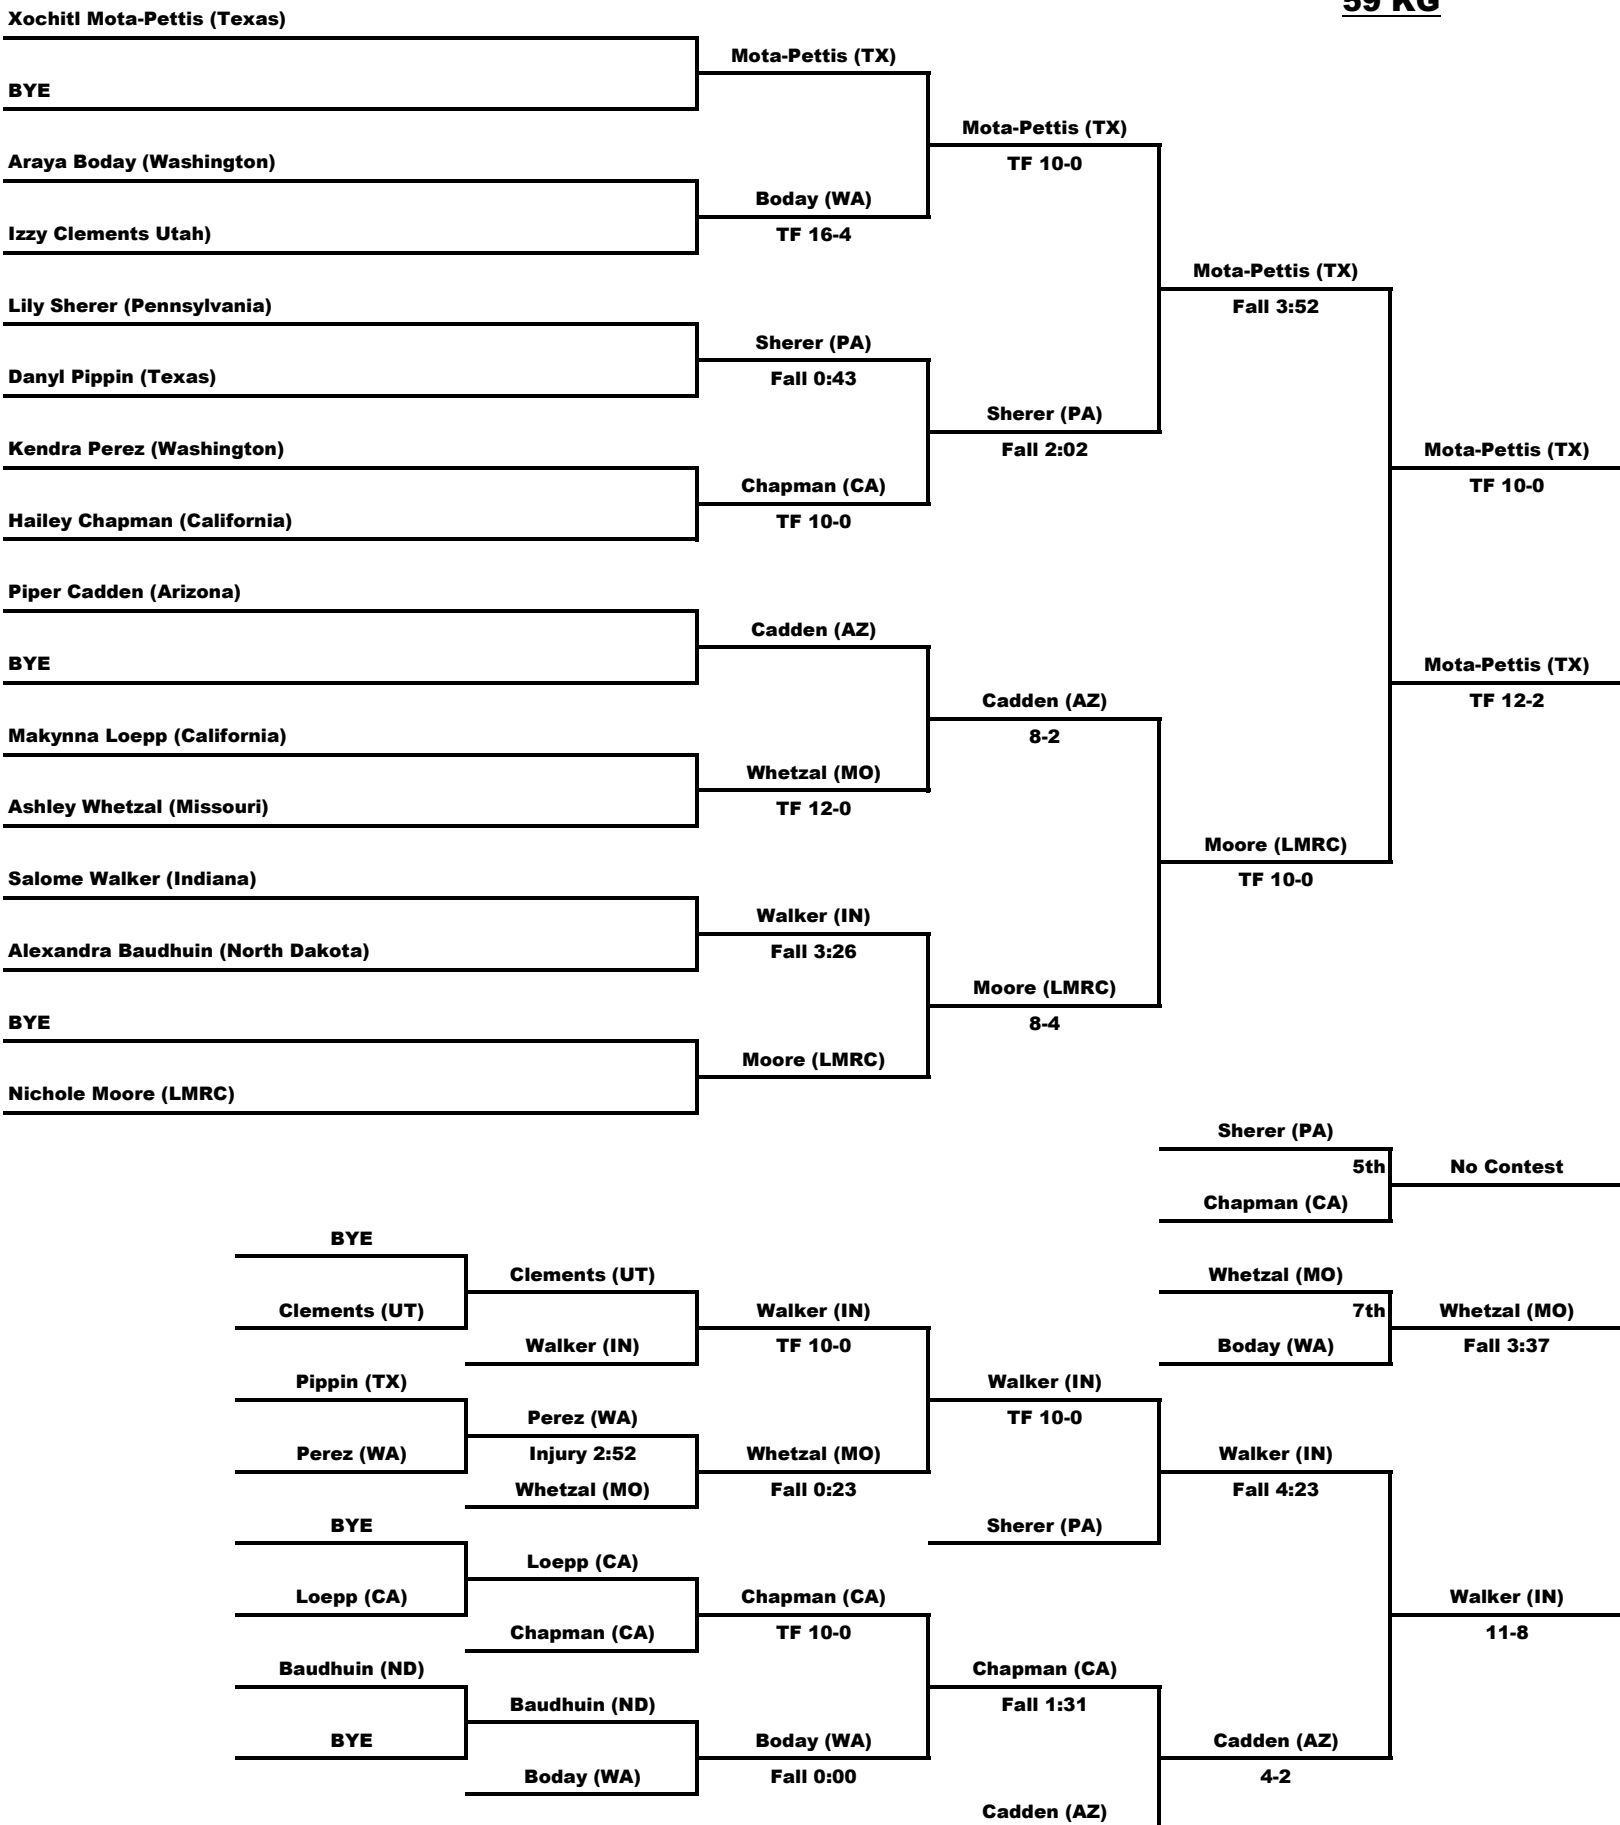 59 KG
Xochitl Mota-Pettis (Texas)
Mota-Pettis (TX)
BYE
Mota-Pettis (TX)
Araya Boday (Washington)
TF 10-0
Boday (WA)
Izzy Clements Utah)
TF 16-4
Mota-Pettis (TX)
Lily Sherer (Pennsylvania)
Fall 3:52
Sherer (PA)
Danyl Pippin (Texas)
Fall 0:43
Sherer (PA)
Kendra Perez (Washington)
Fall 2:02
Mota-Pettis (TX)
Chapman (CA)
TF 10-0
Hailey Chapman (California)
TF 10-0
Piper Cadden (Arizona)
Cadden (AZ)
BYE
Mota-Pettis (TX)
Cadden (AZ)
TF 12-2
Makynna Loepp (California)
8-2
Whetzal (MO)
Ashley Whetzal (Missouri)
TF 12-0
Moore (LMRC)
Salome Walker (Indiana)
TF 10-0
Walker (IN)
Alexandra Baudhuin (North Dakota)
Fall 3:26
Moore (LMRC)
BYE
8-4
Moore (LMRC)
Nichole Moore (LMRC)
Sherer (PA)
5th
No Contest
Chapman (CA)
BYE
Clements (UT)
Whetzal (MO)
Clements (UT)
Walker (IN)
7th
Whetzal (MO)
Walker (IN)
TF 10-0
Boday (WA)
Fall 3:37
Pippin (TX)
Walker (IN)
Perez (WA)
TF 10-0
Perez (WA)
Injury 2:52
Whetzal (MO)
Walker (IN)
Whetzal (MO)
Fall 0:23
Fall 4:23
BYE
Sherer (PA)
Loepp (CA)
Loepp (CA)
Chapman (CA)
Walker (IN)
Chapman (CA)
TF 10-0
11-8
Baudhuin (ND)
Chapman (CA)
Baudhuin (ND)
Fall 1:31
BYE
Boday (WA)
Cadden (AZ)
Boday (WA)
Fall 0:00
4-2
Cadden (AZ)